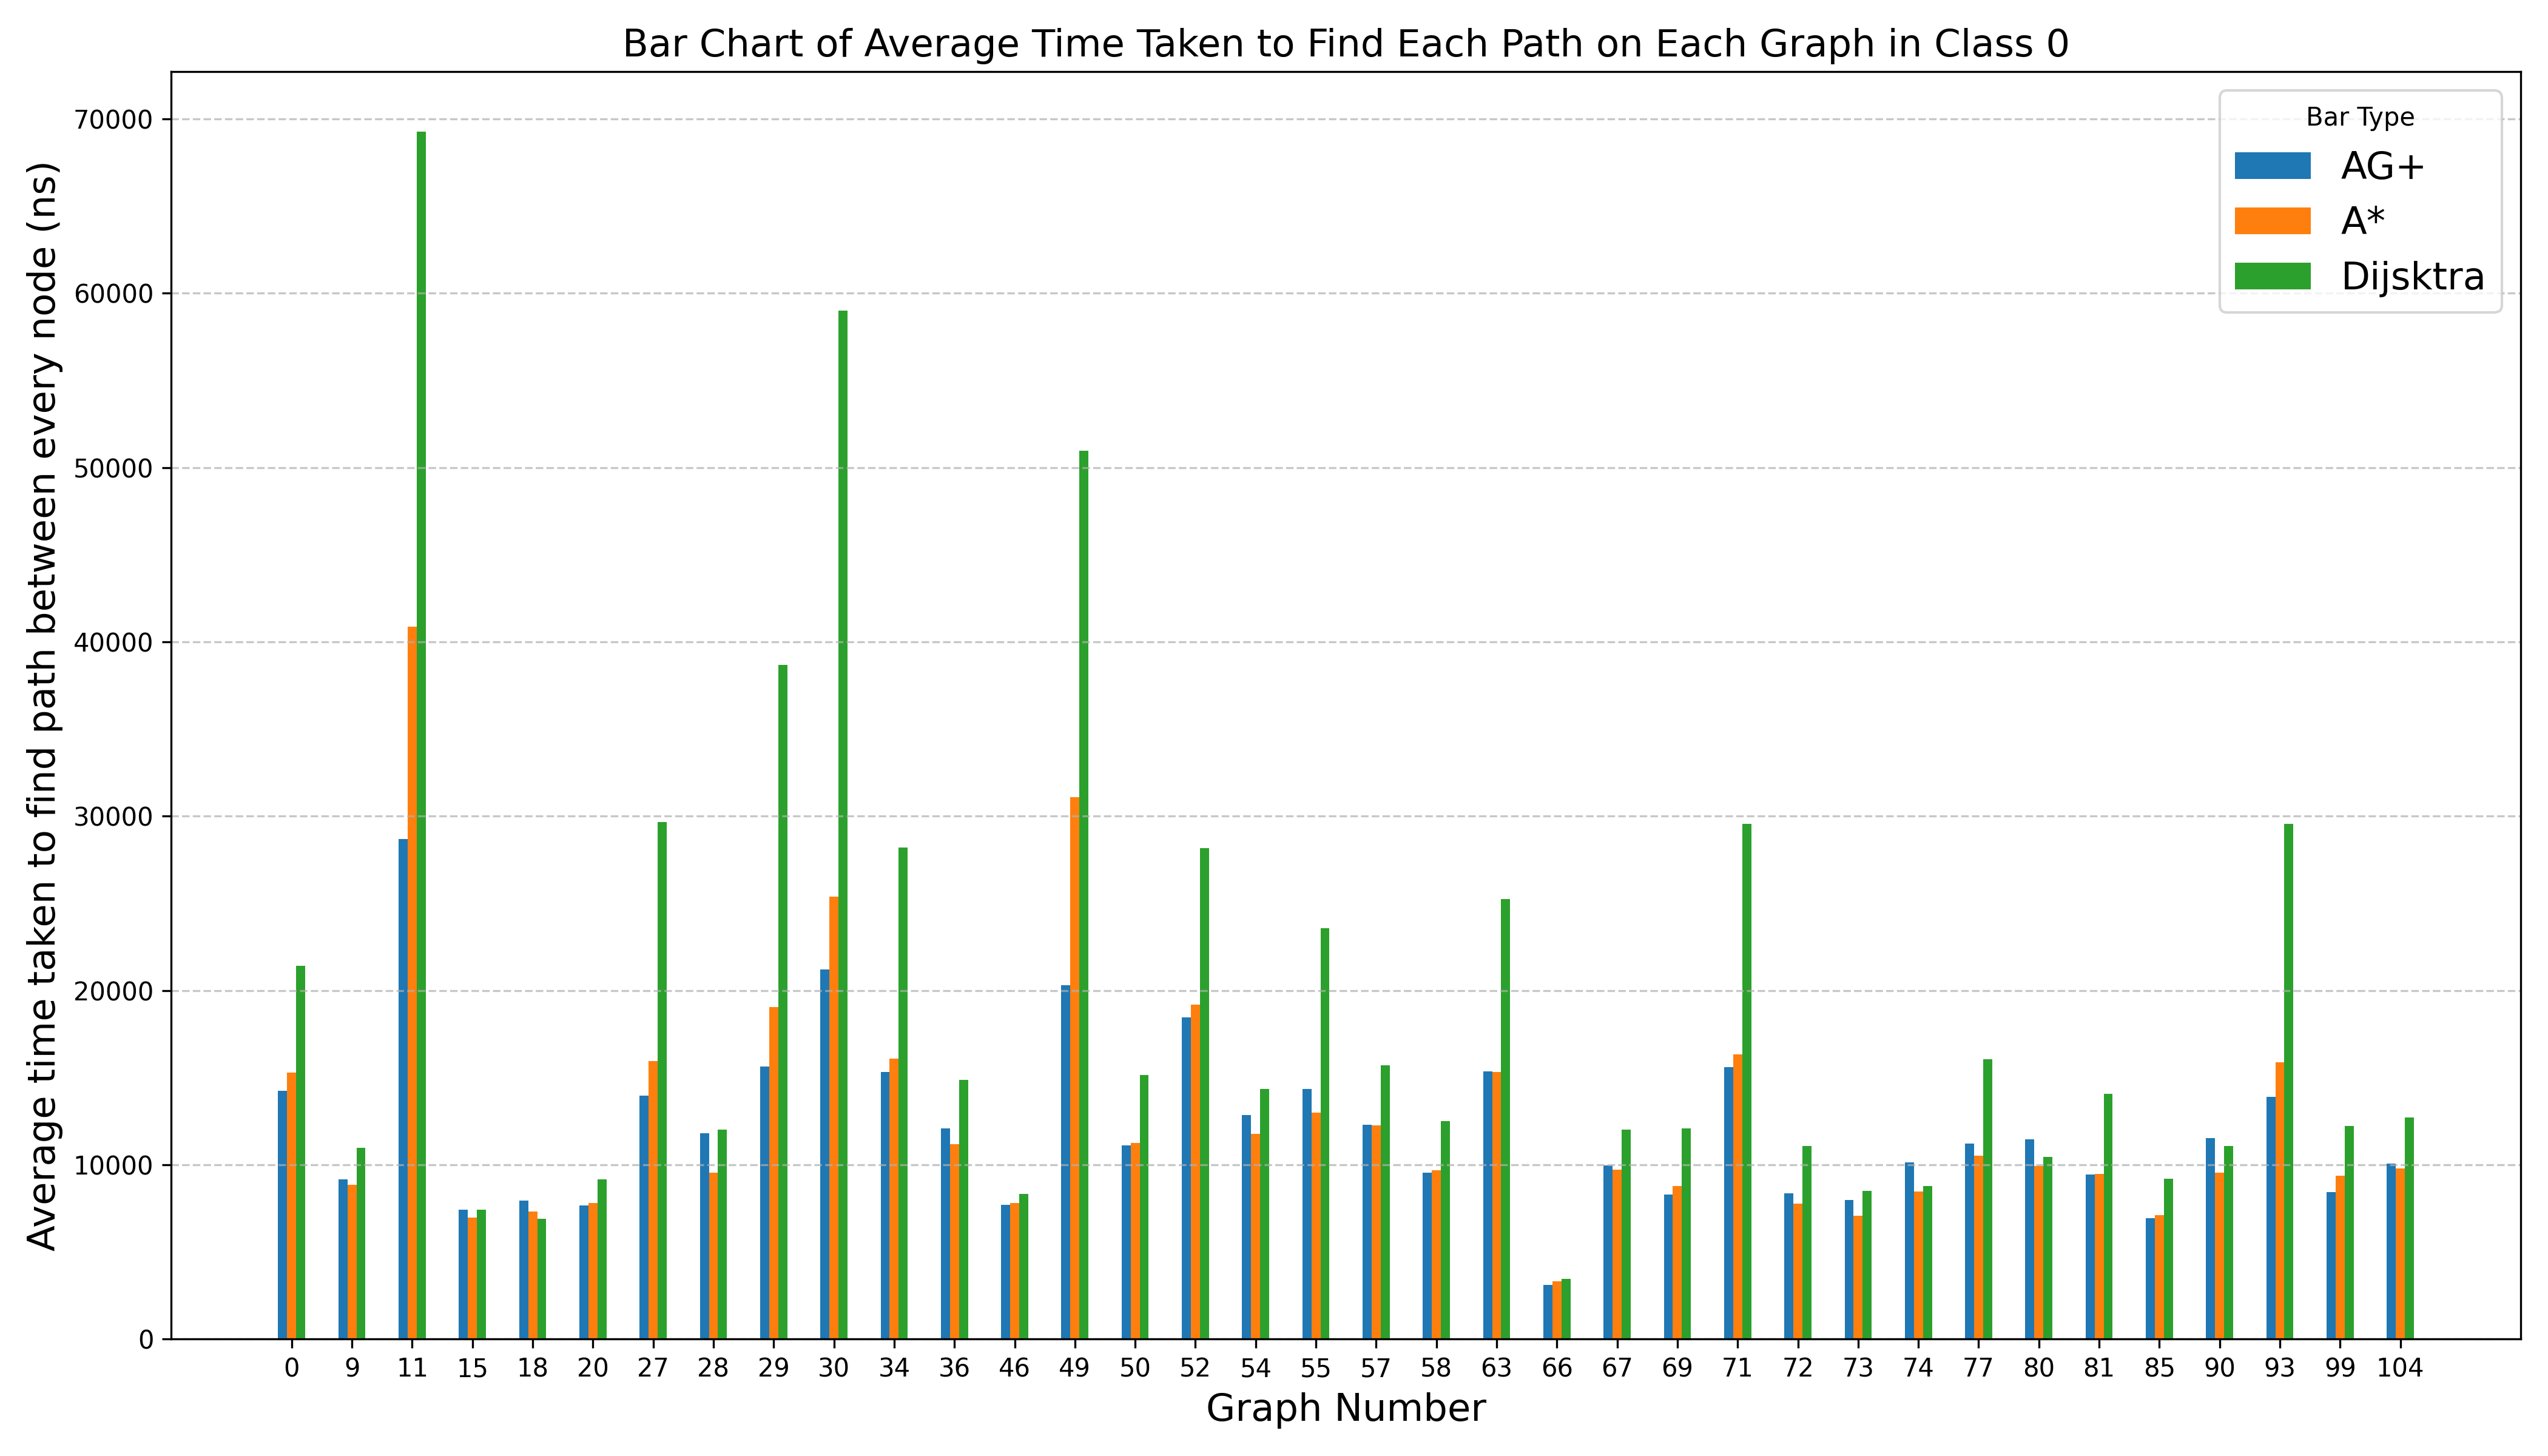 Bar Chart of Average Time Taken to Find Each Path on Each Graph in Class 0
Average time taken to find path between every node (ns)
70000
60000
50000
40000
30000
20000
10000
0
Bar Type
AG+
A*
Dijsktra
0 9 11 15 18 20 27 28 29 30 34 36 46 49 50 52 54 55 57 58 63 66 67 69 71 72 73 74 77 80 81 85 90 93 99 104
Graph Number